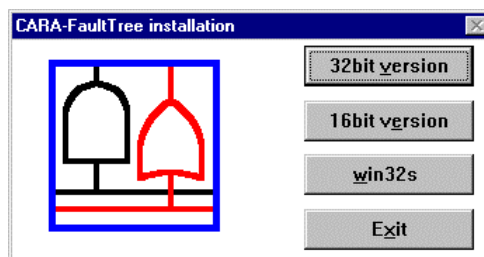 CARA-FaultTree installation
32bit version
16bit version
win32s
Exit